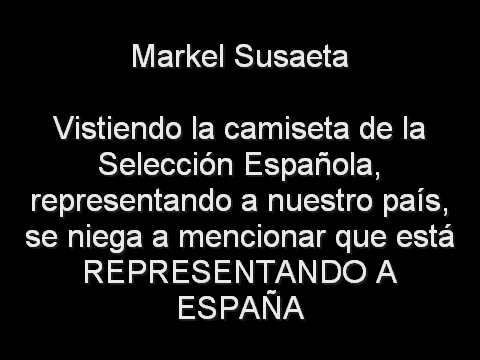 Markel Susaeta
Vistiendo la camiseta de la
Selección Española,
representando a nuestro país,
se niega a mencionar que está
REPRESENTANDO A
ESPAÑA